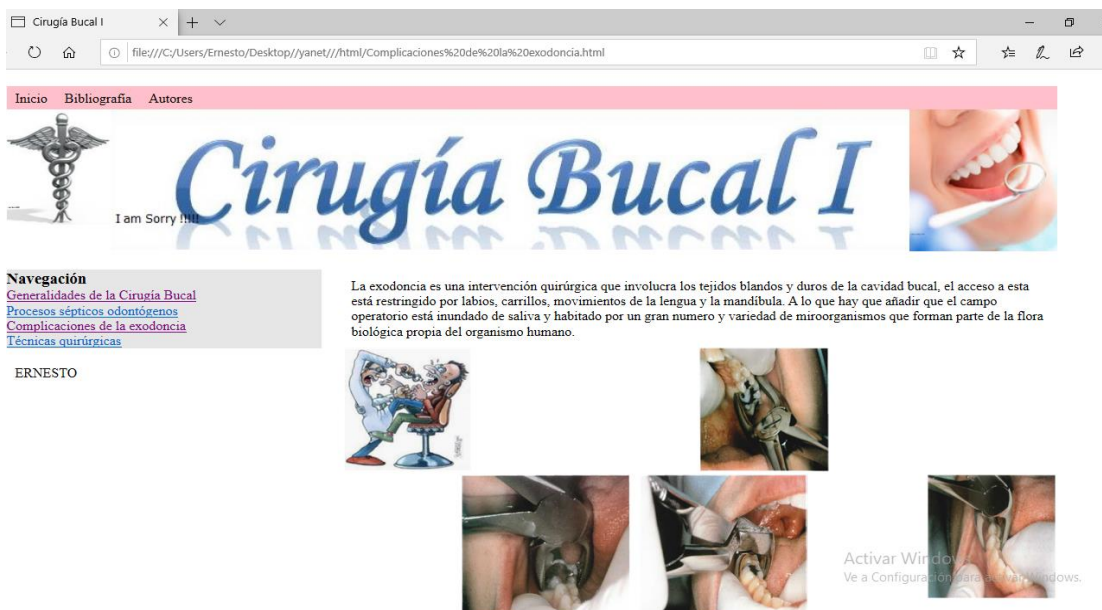 Cirugía Bucal I
file:///C:/Users/Ernesto/Desktop//yanet///html/Complicaciones%20de%20la%20exodoncia.html
Inicio Bibliografía Autores
Cirugía Bucal I
I am Sorry !!!!!
Navegación
Generalidades de la Cirugía Bucal
Procesos sépticos odontógenos
Complicaciones de la exodoncia
Técnicas quirúrgicas
ERNESTO
La exodoncia es una intervención quirúrgica que involucra los tejidos blandos y duros de la cavidad bucal, el acceso a esta
está restringido por labios, carrillos, movimientos de la lengua y la mandíbula. A lo que hay que añadir que el campo
operatorio está inundado de saliva y habitado por un gran numero y variedad de miroorganismos que forman parte de la flora
biológica propia del organismo humano.
Activar Windows
Ve a Configuración para activar Windows.